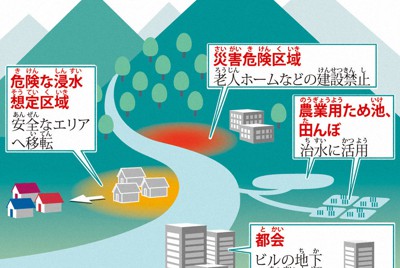 災害危険区域
老人ホームなどの建設禁止
危険な浸水
想定区域
安全なエリア
へ移転
農業用ため池、
田んぼ
治水に活用
都会
ビルの地下